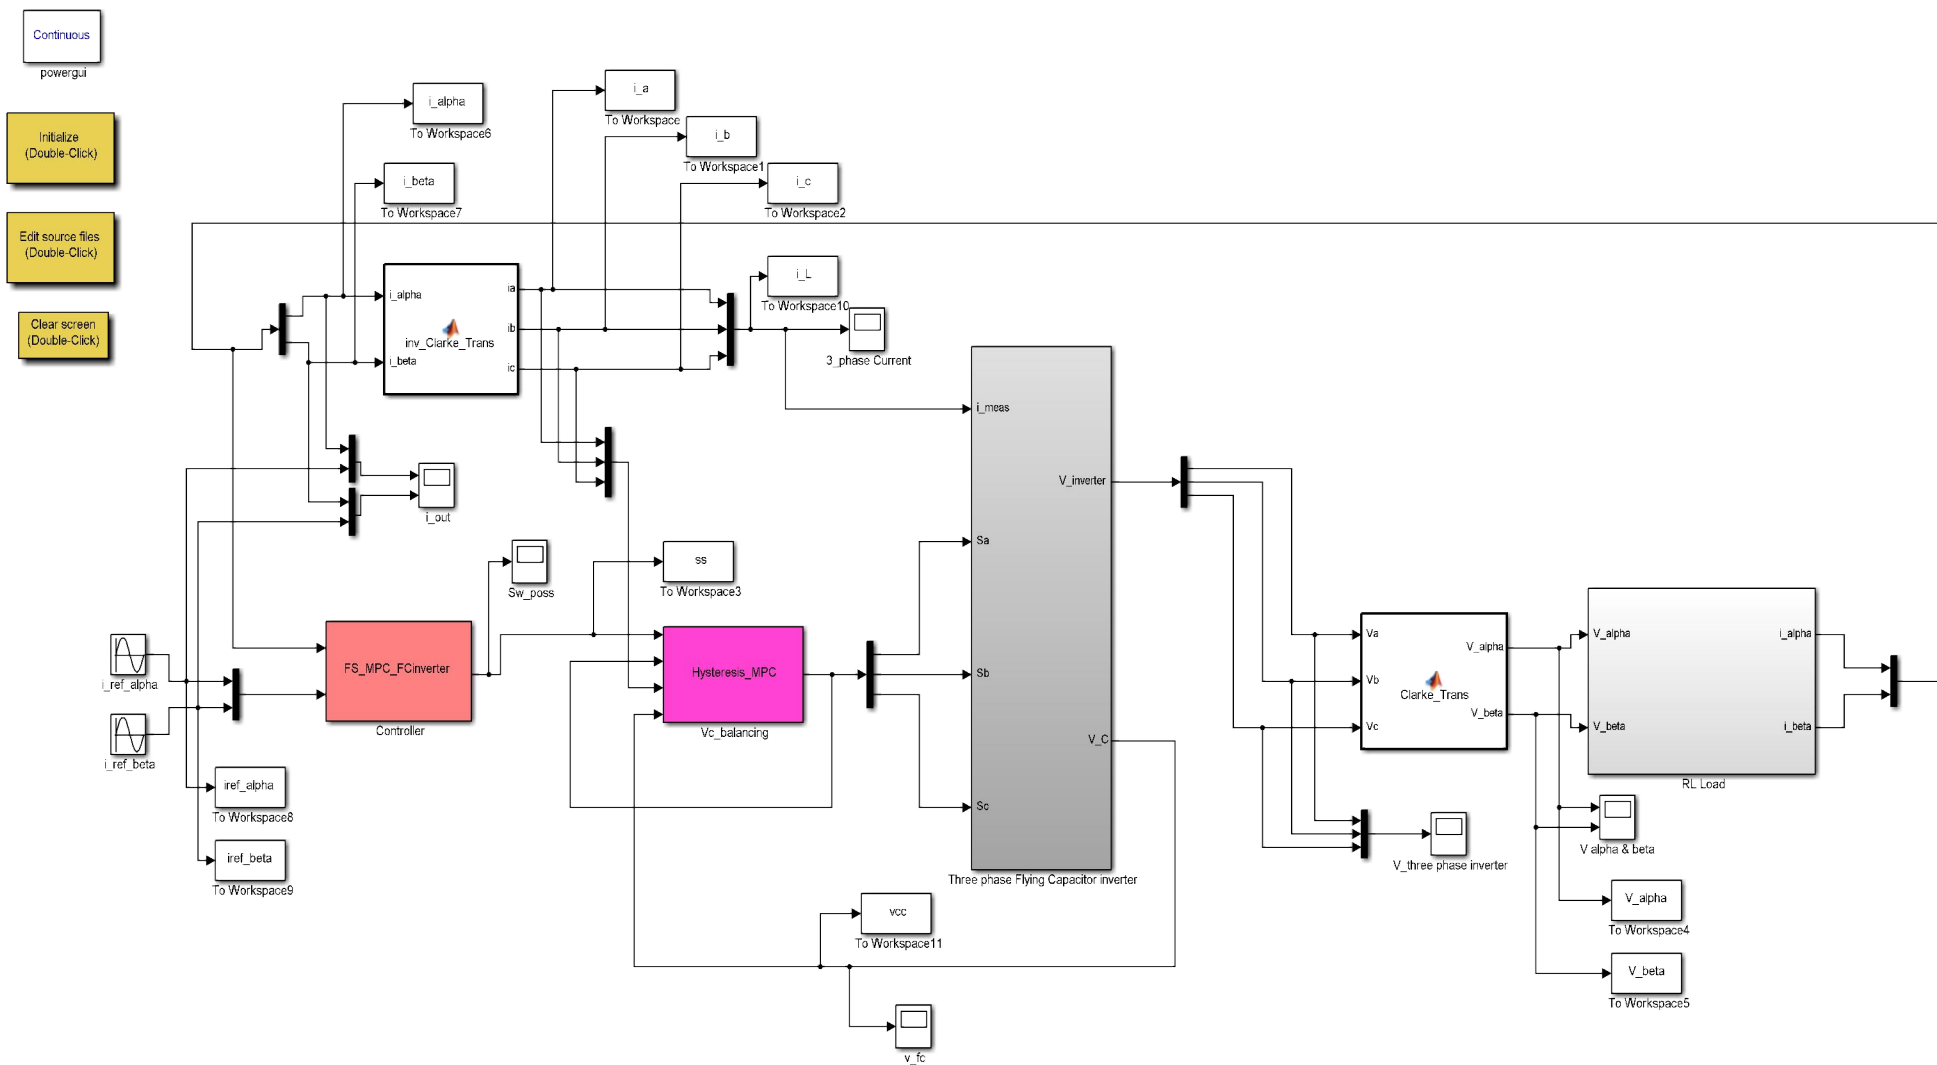 Continuous
powergui
Initialize
(Double-Click)
Edit source files
(Double-Click)
Clear screen
(Double-Click)
i_alpha
To Workspace6
i_beta
To Workspace7
i_a
To Workspace
i_b
To Workspace1
i_c
To Workspace2
i_L
To Workspace10
3_phase Current
i_alpha
i_beta
inv_Clarke_Trans
ia
ib
ic
i_out
Sw_poss
ss
To Workspace3
i_ref_alpha
i_ref_beta
FS_MPC_FCinverter
Controller
Hysteresis_MPC
Vc_balancing
iref_alpha
To Workspace8
iref_beta
To Workspace9
i_meas
Sa
Sb
Sc
V_inverter
V_C
Three phase Flying Capacitor inverter
vcc
To Workspace11
v_fc
Va
Vb
Vc
Clarke_Trans
V_alpha
V_beta
V_alpha
V_beta
i_alpha
i_beta
RL Load
V_three phase inverter
V alpha & beta
V_alpha
To Workspace4
V_beta
To Workspace5